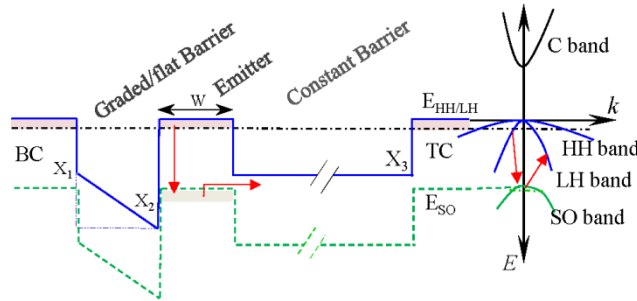 Graded/flat Barrier
Emitter
Constant Barrier
W
BC
X1
X2
X3
TC
EHH/LH
ESO
C band
k
HH band
LH band
SO band
E